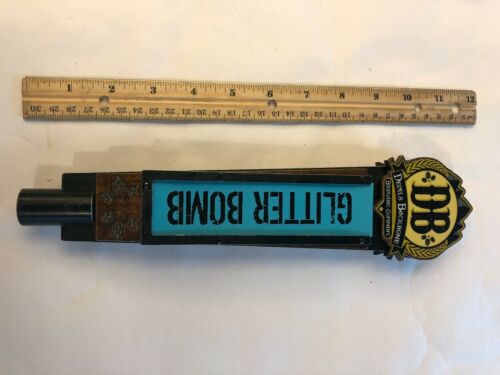 1 2 3 4 5 6 7 8 9 10 11 12
GLITTER BOMB
DB
DEVILS BACKBONE
BREWING COMPANY